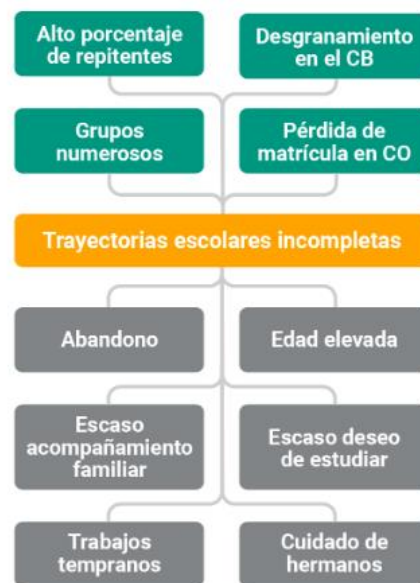 Alto porcentaje
de repitentes
Desgranamiento
en el CB
Grupos
numerosos
Pérdida de
matrícula en CO
Trayectorias escolares incompletas
Abandono
Edad elevada
Escaso
acompañamiento
familiar
Escaso deseo
de estudiar
Trabajos
tempranos
Cuidado de
hermanos